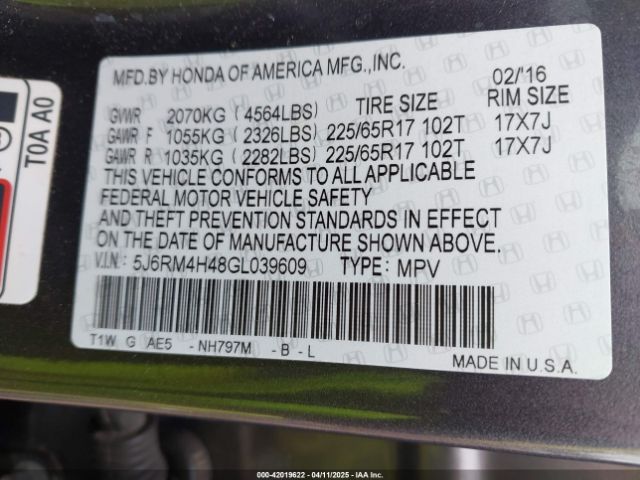 MFD.BY HONDA OF AMERICA MFG.,INC. 02/'16
GVWR 2070KG (4564LBS) TIRE SIZE RIM SIZE
GAWR F 1055KG (2326LBS) 225/65R17 102T 17X7J
GAWR R 1035KG (2282LBS) 225/65R17 102T 17X7J
THIS VEHICLE CONFORMS TO ALL APPLICABLE
FEDERAL MOTOR VEHICLE SAFETY
AND THEFT PREVENTION STANDARDS IN EFFECT
ON THE DATE OF MANUFACTURE SHOWN ABOVE.
V.I.N.: 5J6RM4H48GL039609 TYPE: MPV
T1W G AE5 - NH797M - B - L
MADE IN U.S.A.
T0A A0
000-42019622 - 04/11/2025 - IAA Inc.